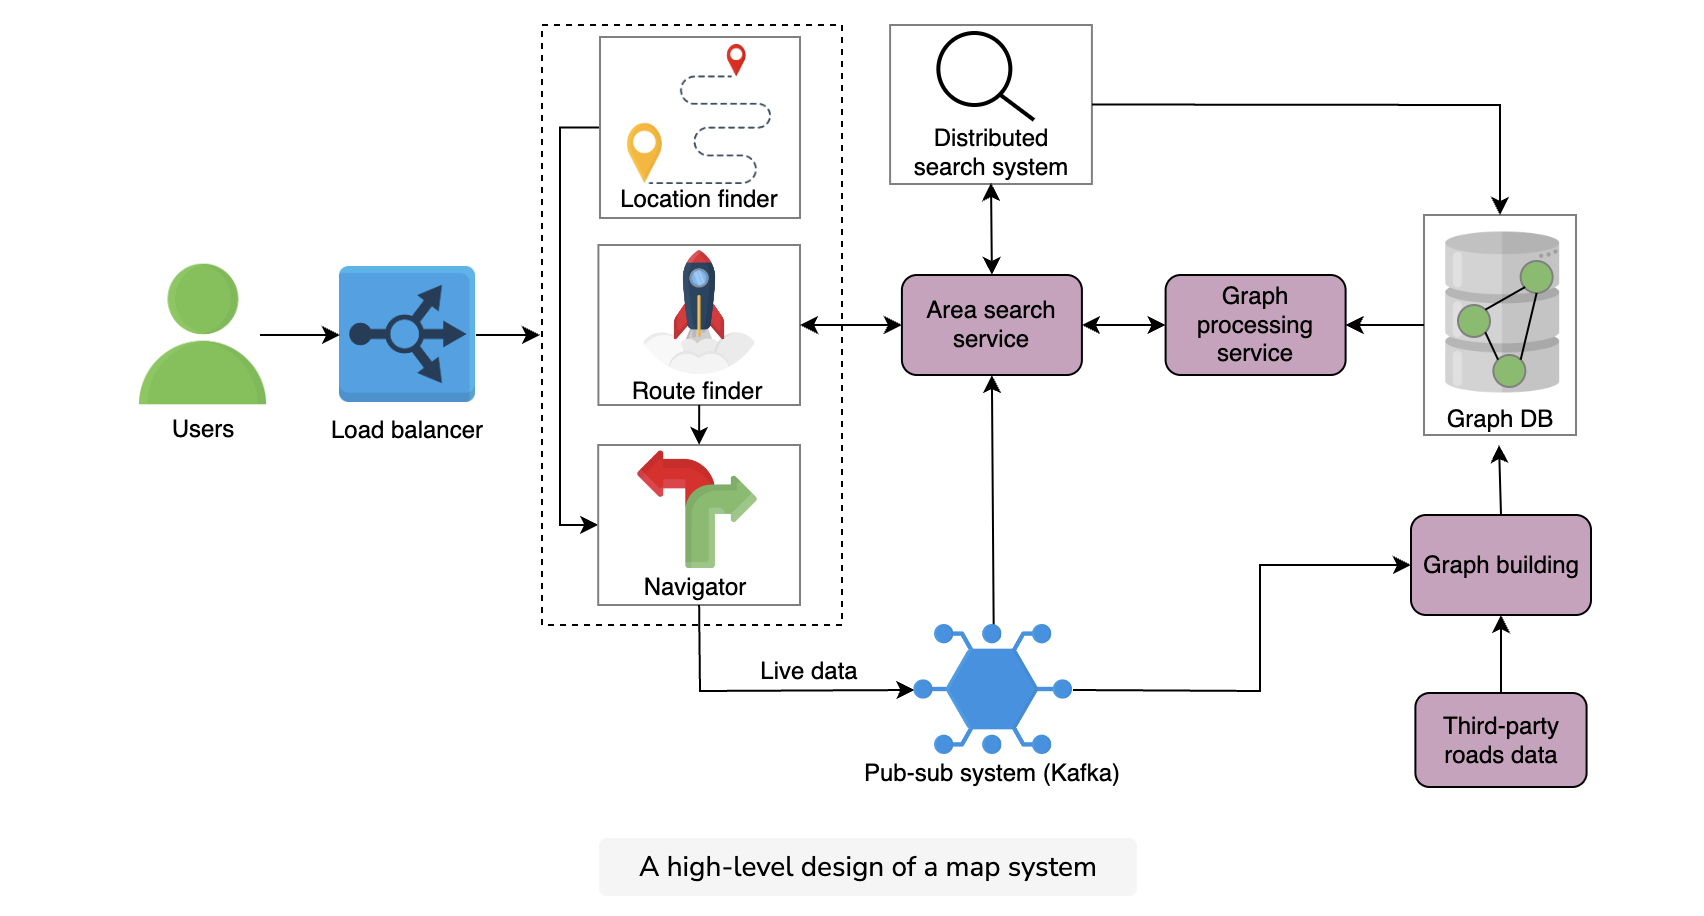 Location finder
Route finder
Navigator
Users
Load balancer
Distributed
search system
Area search
service
Graph
processing
service
Graph DB
Graph building
Third-party
roads data
Live data
Pub-sub system (Kafka)
A high-level design of a map system